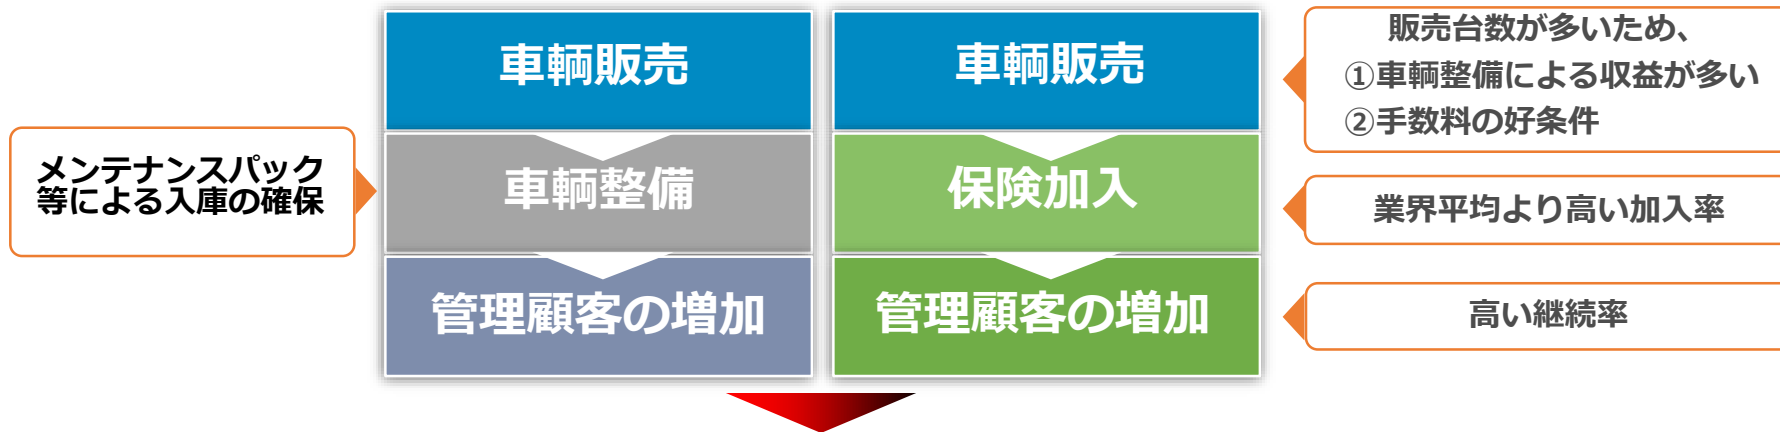 車輌販売
車輌整備
管理顧客の増加
車輌販売
保険加入
管理顧客の増加
メンテナンスパック
等による入庫の確保
販売台数が多いため、
①車輌整備による収益が多い
②手数料の好条件
業界平均より高い加入率
高い継続率